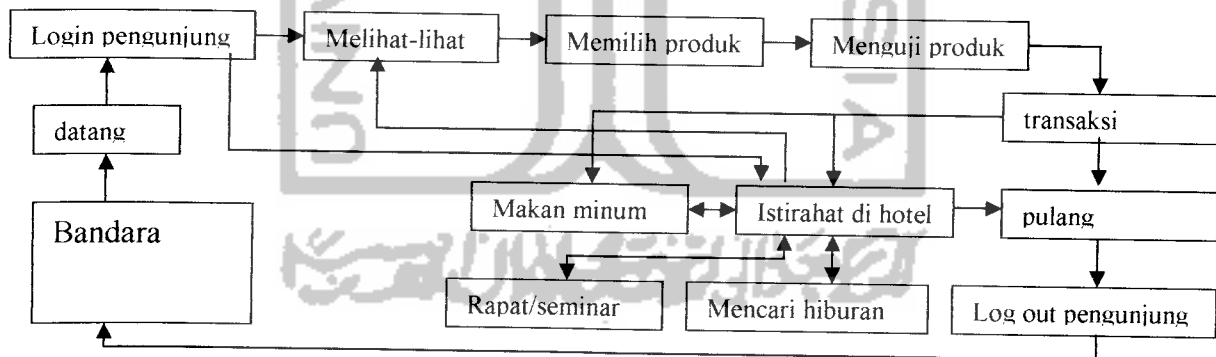 Login pengunjung
Melihat-lihat
Memilih produk
Menguji produk
datang
transaksi
Makan minum
Istirahat di hotel
pulang
Bandara
Rapat/seminar
Mencari hiburan
Log out pengunjung